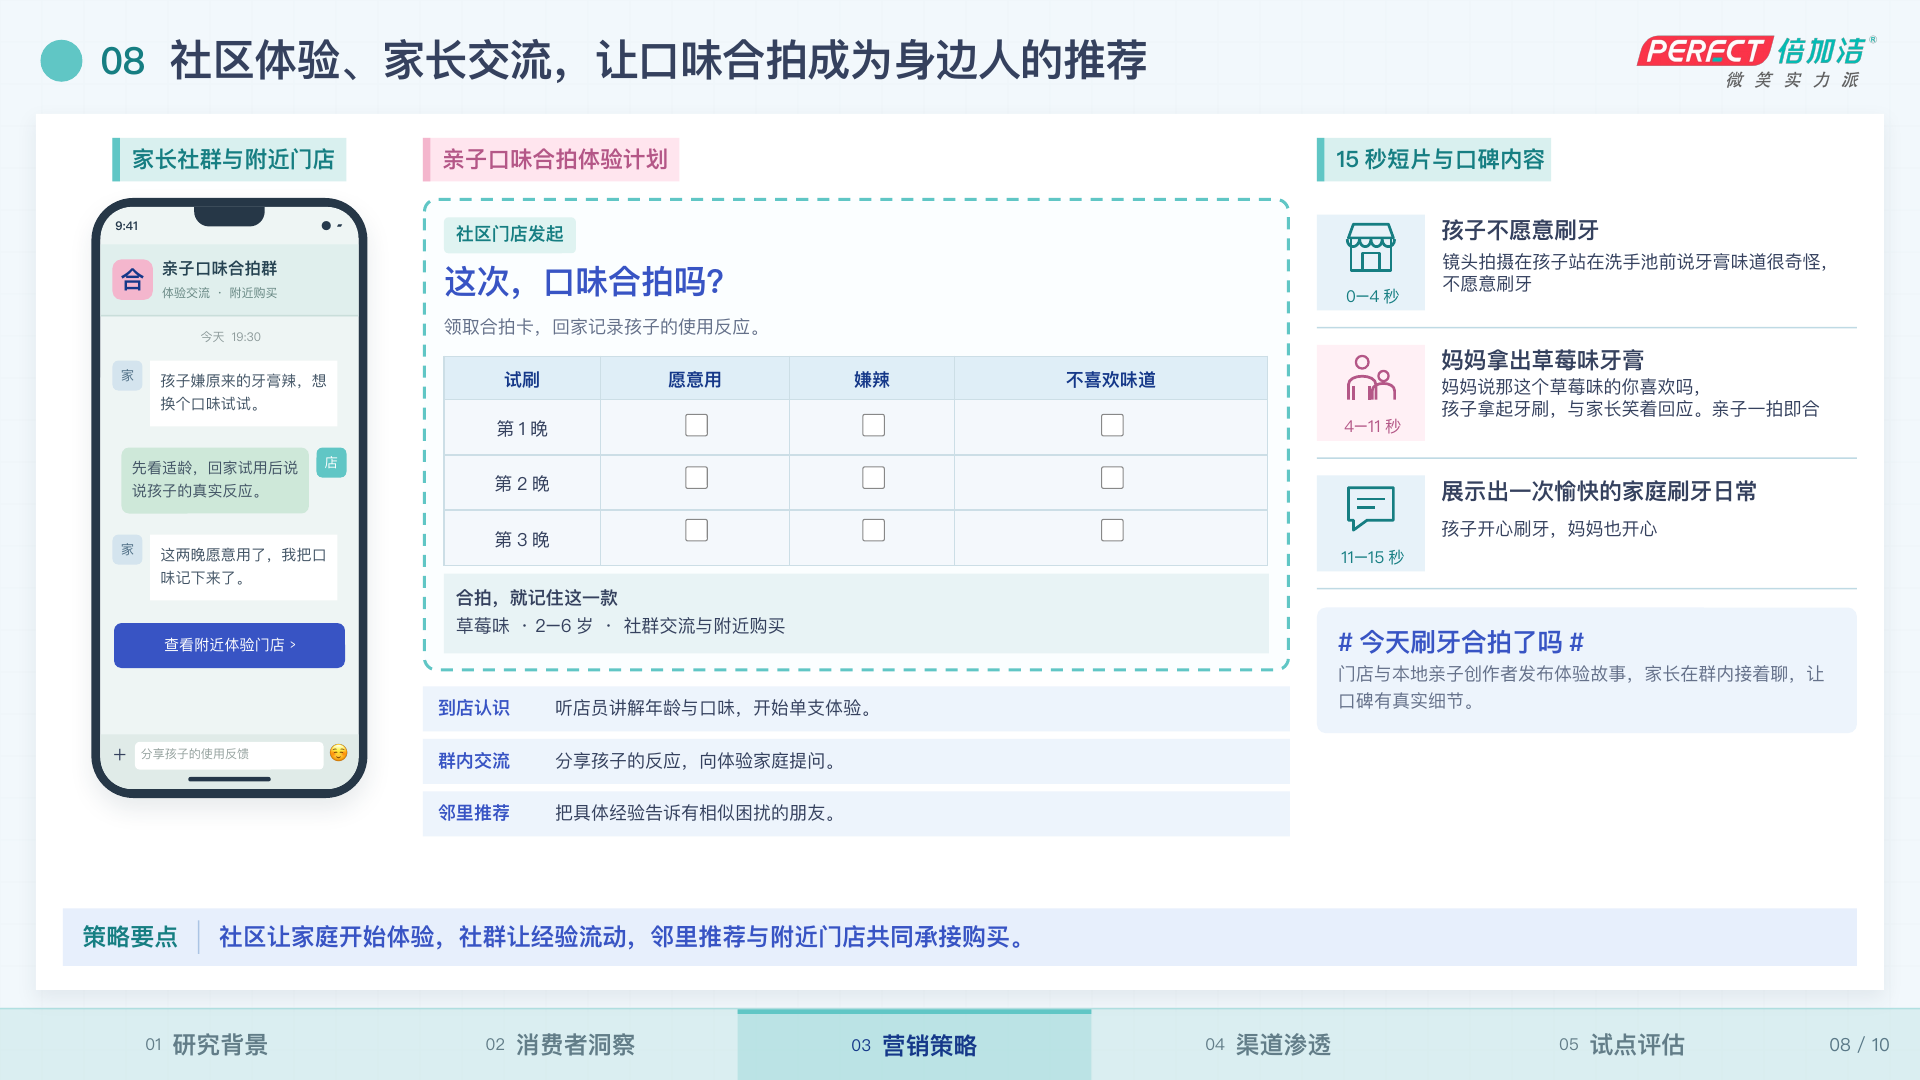 08 社区体验、家长交流，让口味合拍成为身边人的推荐
PERFECT 倍加洁®
微笑实力派
家长社群与附近门店
9:41
合
亲子口味合拍群
体验交流 · 附近购买
今天 19:30
家
孩子嫌原来的牙膏辣，想
换个口味试试。
先看适龄，回家试用后说
说孩子的真实反应。
店
家
这两晚愿意用了，我把口
味记下来了。
查看附近体验门店 ›
+ 分享孩子的使用反馈
亲子口味合拍体验计划
社区门店发起
这次，口味合拍吗？
领取合拍卡，回家记录孩子的使用反应。
试刷 愿意用 嫌辣 不喜欢味道
第 1 晚
第 2 晚
第 3 晚
合拍，就记住这一款
草莓味 · 2—6 岁 · 社群交流与附近购买
到店认识 听店员讲解年龄与口味，开始单支体验。
群内交流 分享孩子的反应，向体验家庭提问。
邻里推荐 把具体经验告诉有相似困扰的朋友。
15 秒短片与口碑内容
0—4 秒
孩子不愿意刷牙
镜头拍摄在孩子站在洗手池前说牙膏味道很奇怪，
不愿意刷牙
4—11 秒
妈妈拿出草莓味牙膏
妈妈说那这个草莓味的你喜欢吗，
孩子拿起牙刷，与家长笑着回应。亲子一拍即合
11—15 秒
展示出一次愉快的家庭刷牙日常
孩子开心刷牙，妈妈也开心
# 今天刷牙合拍了吗 #
门店与本地亲子创作者发布体验故事，家长在群内接着聊，让
口碑有真实细节。
策略要点 社区让家庭开始体验，社群让经验流动，邻里推荐与附近门店共同承接购买。
01 研究背景
02 消费者洞察
03 营销策略
04 渠道渗透
05 试点评估
08 / 10